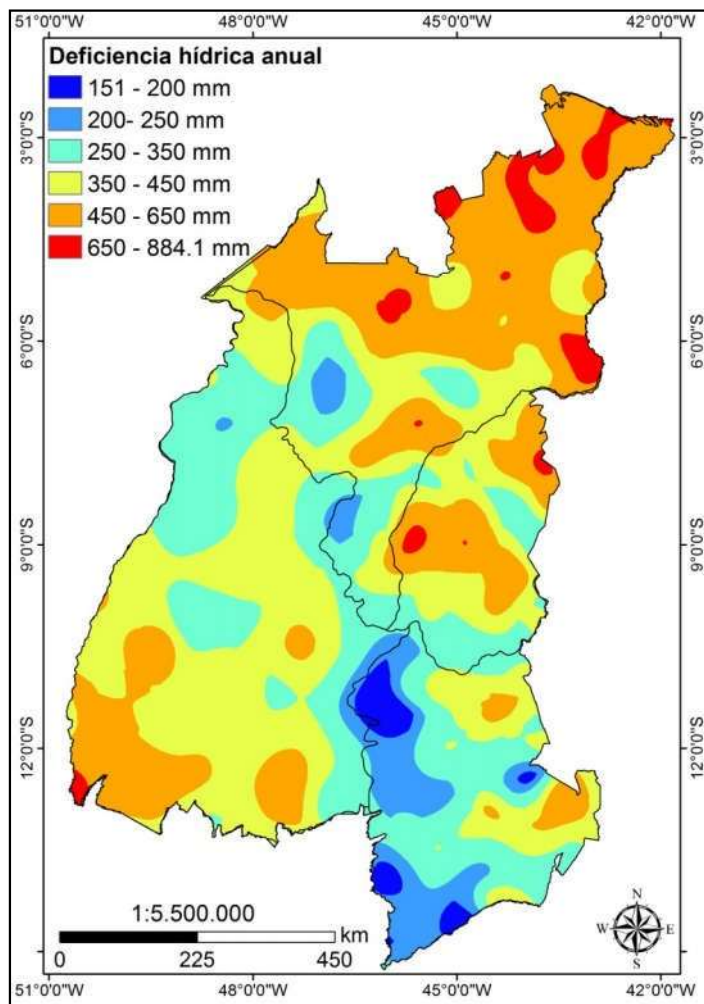 51°0'0"W 48°0'0"W 45°0'0"W 42°0'0"W
Deficiencia hídrica anual
151 - 200 mm
200- 250 mm
250 - 350 mm
350 - 450 mm
450 - 650 mm
650 - 884.1 mm
3°0'0"S 3°0'0"S
6°0'0"S 6°0'0"S
9°0'0"S 9°0'0"S
12°0'0"S 12°0'0"S
1:5.500.000
km
0 225 450
N
W E
S
51°0'0"W 48°0'0"W 45°0'0"W 42°0'0"W